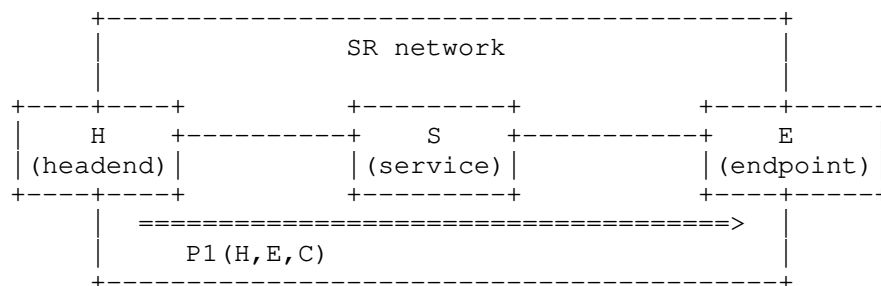 SR network
H S E
(headend) (service) (endpoint)
P1(H,E,C)